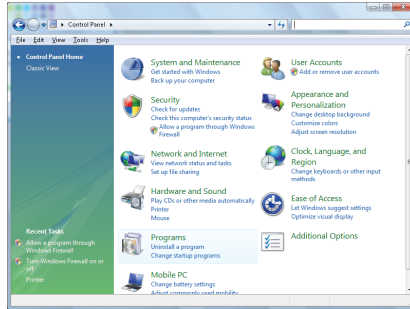 Control Panel
File Edit View Tools Help
Control Panel Home
Classic View
System and Maintenance
Get started with Windows
Back up your computer
Security
Check for updates
Check this computer's security status
Allow a program through Windows
Firewall
Network and Internet
View network status and tasks
Set up file sharing
Hardware and Sound
Play CDs or other media automatically
Printer
Mouse
Programs
Uninstall a program
Change startup programs
Mobile PC
Change battery settings
Adjust commonly used mobility
User Accounts
Add or remove user accounts
Appearance and
Personalization
Change desktop background
Customize colors
Adjust screen resolution
Clock, Language, and
Region
Change keyboards or other input
methods
Ease of Access
Let Windows suggest settings
Optimize visual display
Additional Options
Recent Tasks
Allow a program through
Windows Firewall
Turn Windows Firewall on or
off
Printer